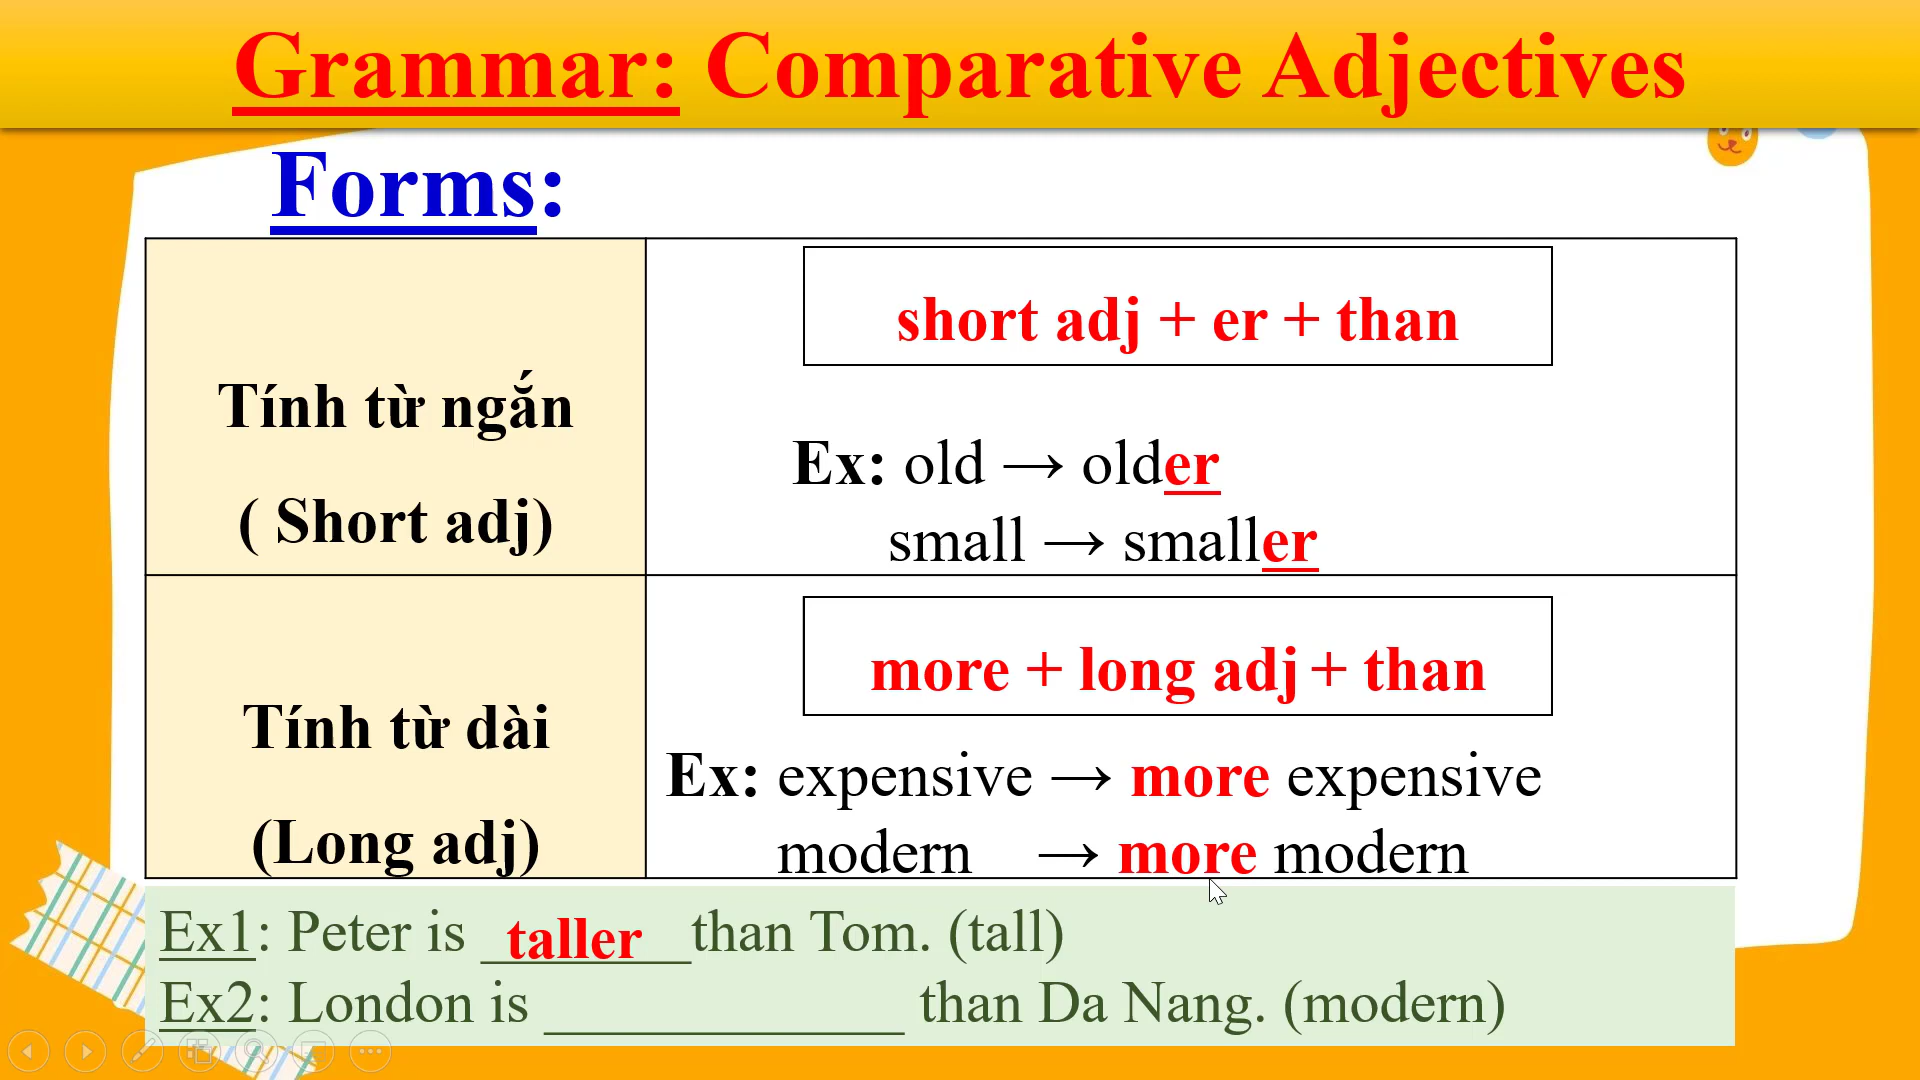 Grammar: Comparative Adjectives
Forms:
Tính từ ngắn
( Short adj)
short adj + er + than
Ex: old → older
small → smaller
Tính từ dài
(Long adj)
more + long adj + than
Ex: expensive → more expensive
modern → more modern
Ex1: Peter is _taller_than Tom. (tall)
Ex2: London is ____________ than Da Nang. (modern)